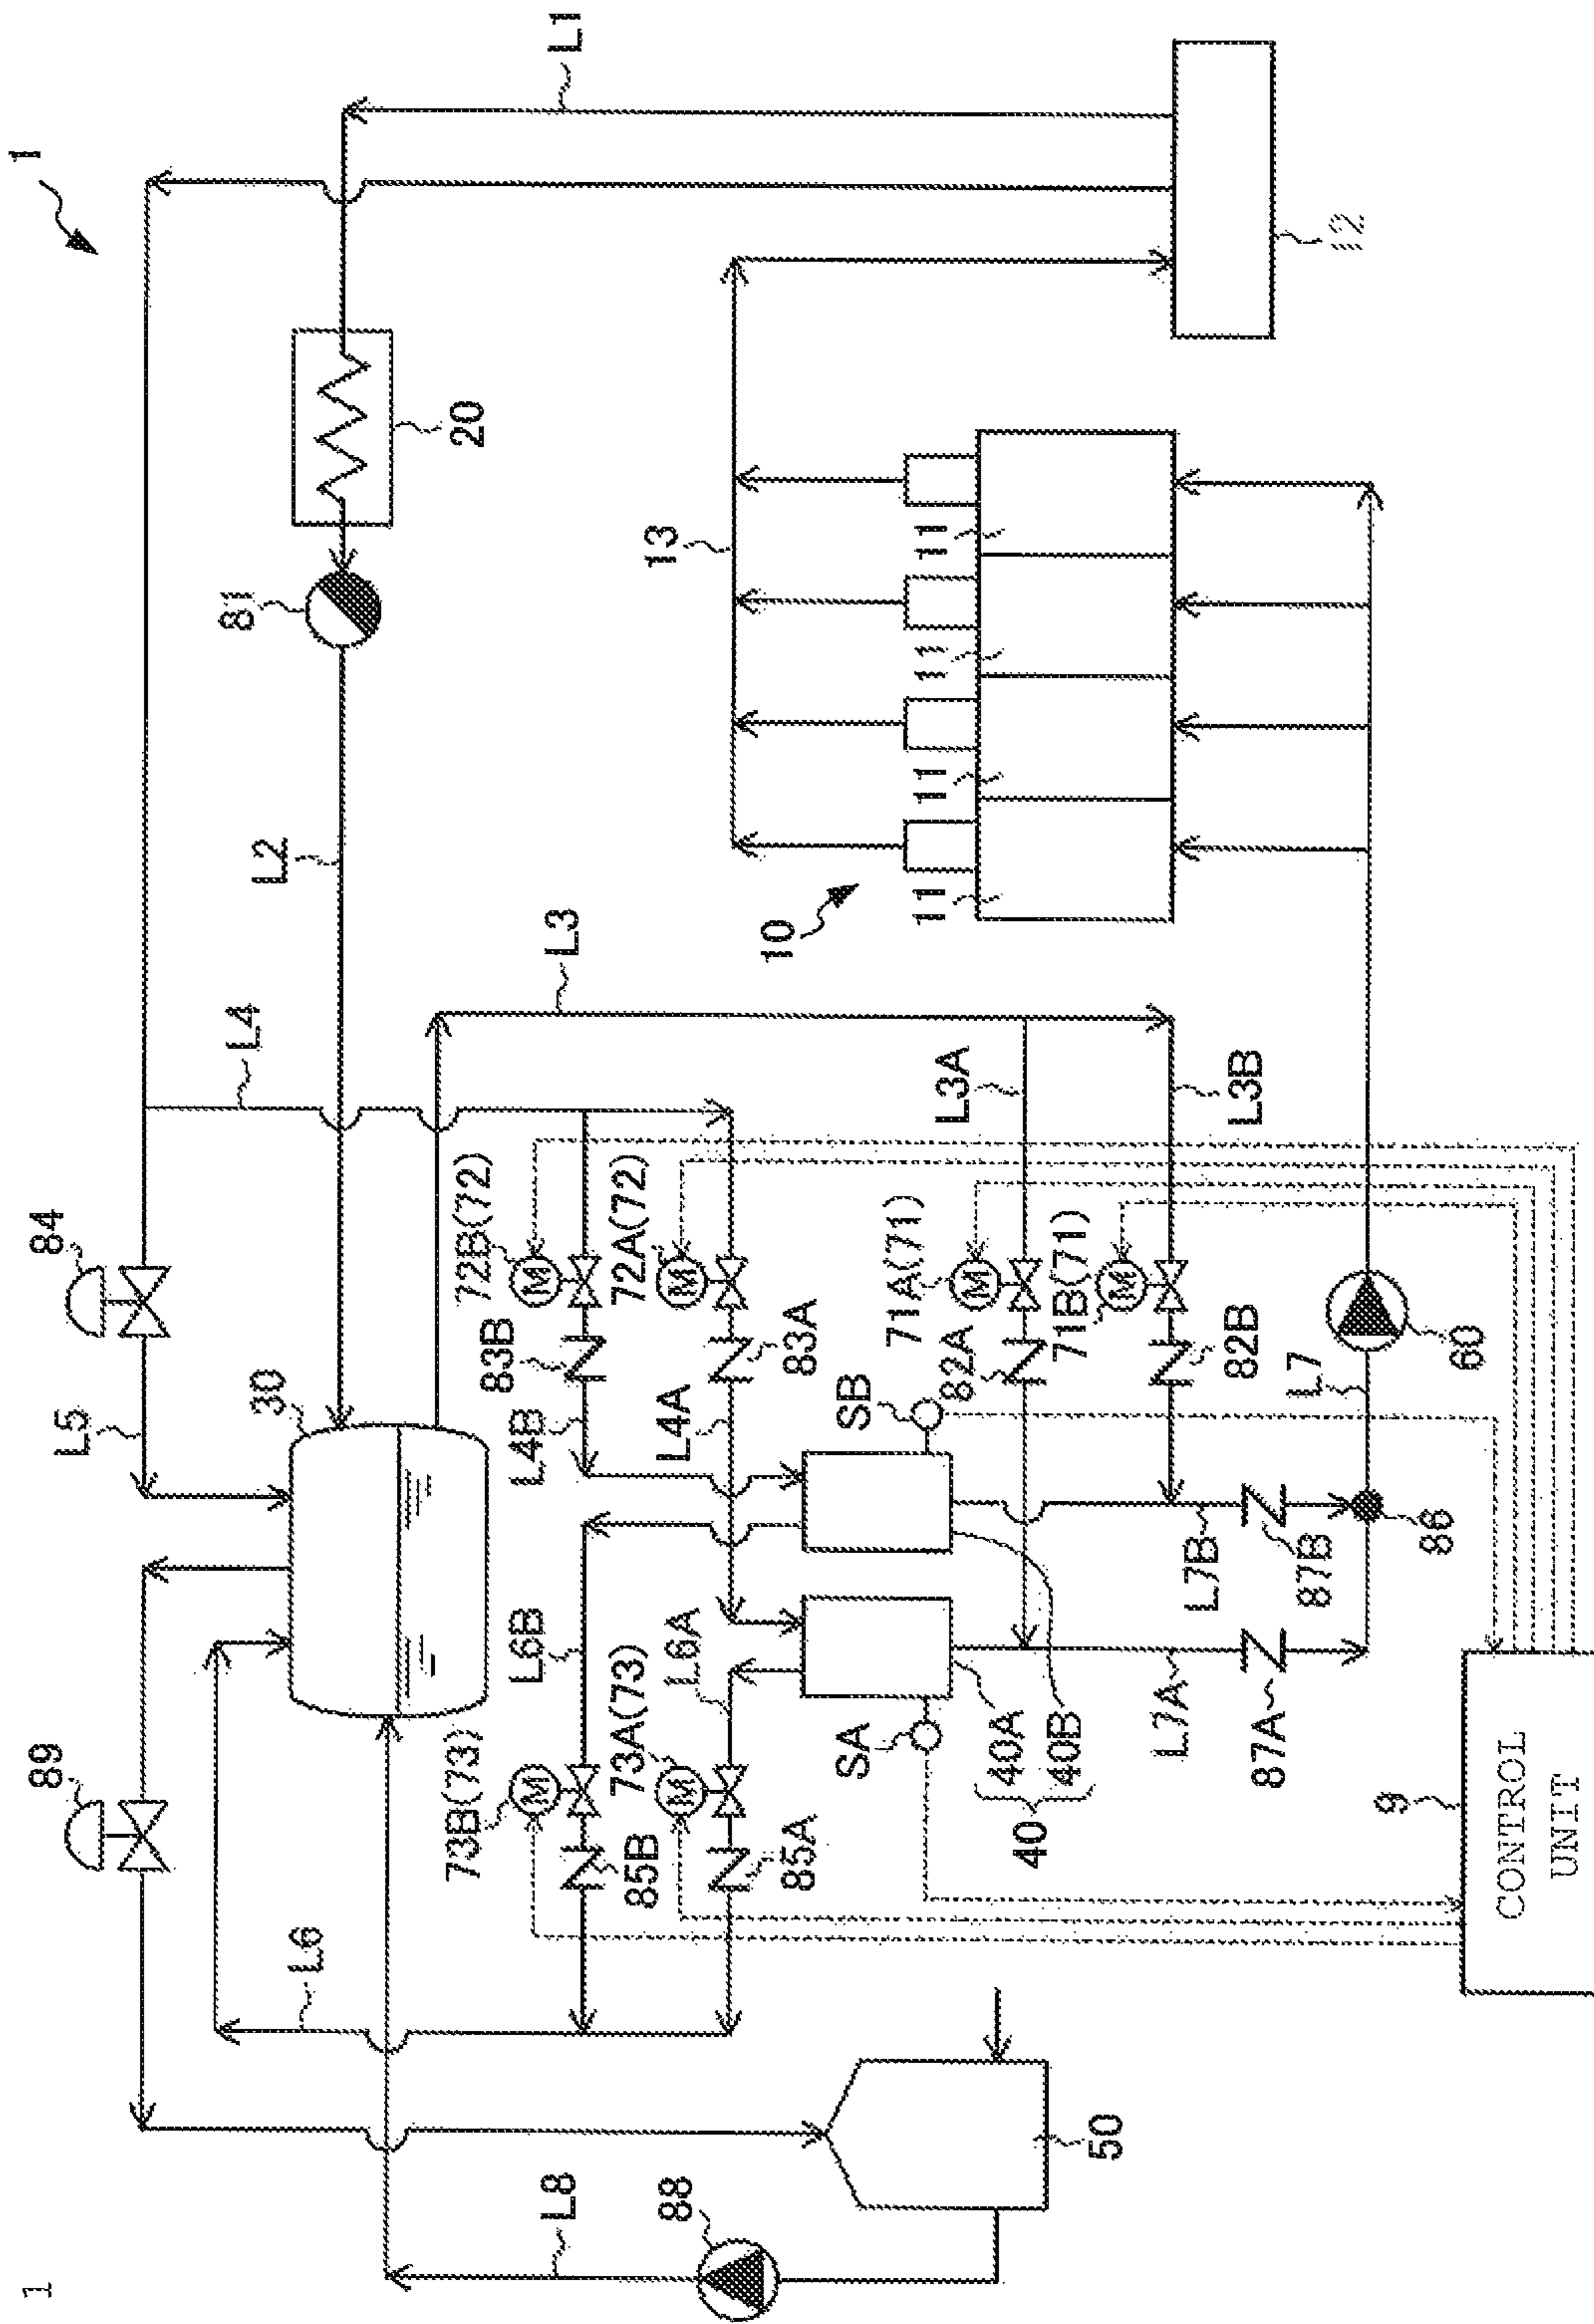 1
1
L1
L8
88
50
L6
89
73B(73)
85B
73A(73)
85A
L6B
L6A
SA
40A
40B
40
9
CONTROL
UNIT
L7A
87A
L7B
87B
86
L5
30
84
L4
L2
L3
72B(72)
83B
L4B
72A(72)
83A
L4A
SB
71A(71)
82A
71B(71)
82B
L3A
L3B
L7
60
10
11
11
11
11
13
81
20
12